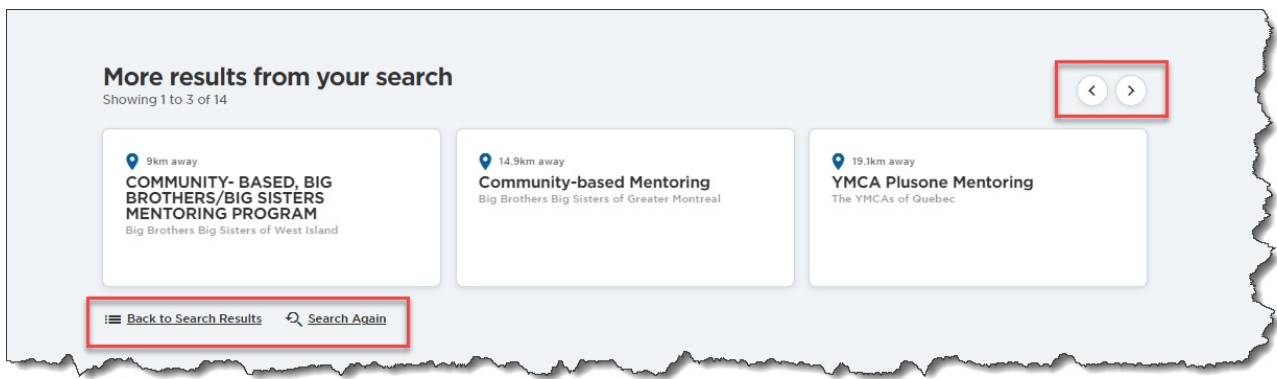 More results from your search
Showing 1 to 3 of 14
9km away
COMMUNITY- BASED, BIG
BROTHERS/BIG SISTERS
MENTORING PROGRAM
Big Brothers Big Sisters of West Island
14.9km away
Community-based Mentoring
Big Brothers Big Sisters of Greater Montreal
19.1km away
YMCA Plusone Mentoring
The YMCAs of Quebec
Back to Search Results
Search Again